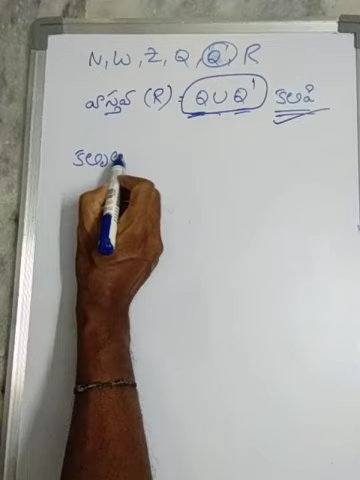 N, W, Z, Q, Q', R
వాస్తవ (R) = Q ∪ Q' కలిపి